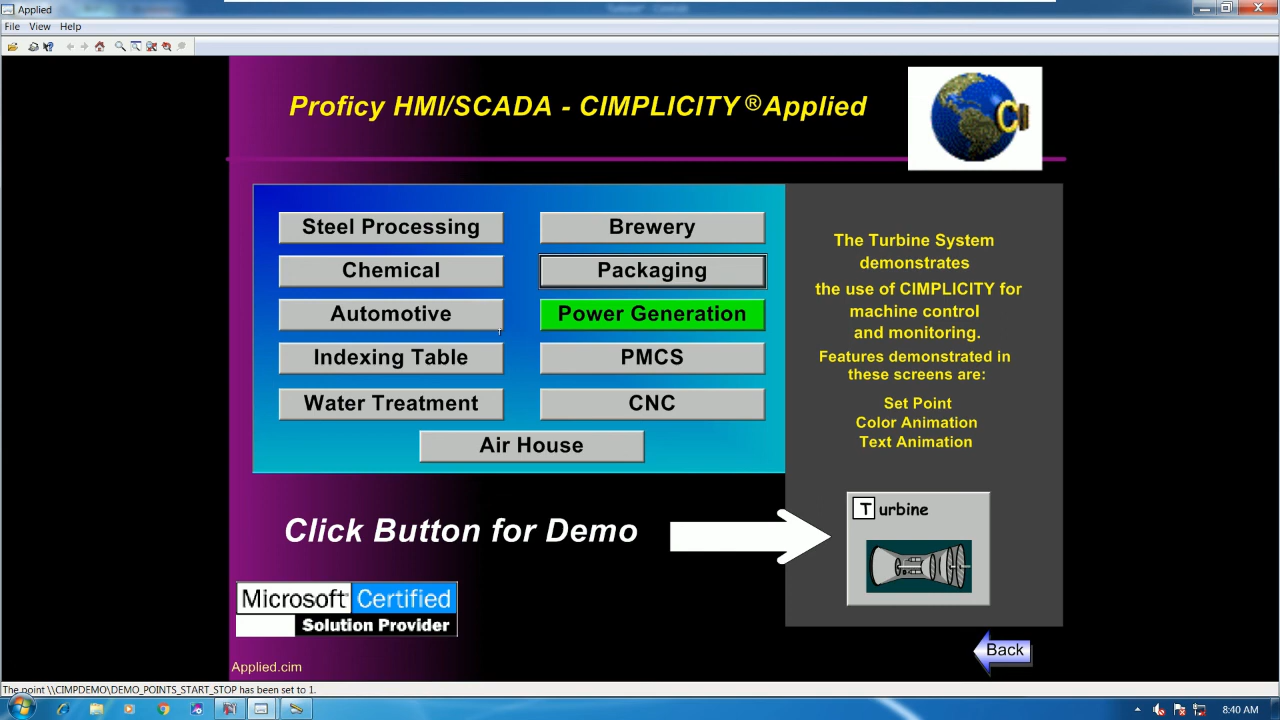 Applied
File View Help
Proficy HMI/SCADA - CIMPLICITY ® Applied
Steel Processing
Brewery
Chemical
Packaging
Automotive
Power Generation
Indexing Table
PMCS
Water Treatment
CNC
Air House
The Turbine System
demonstrates
the use of CIMPLICITY for
machine control
and monitoring.
Features demonstrated in
these screens are:
Set Point
Color Animation
Text Animation
Click Button for Demo
Turbine
Microsoft Certified
Solution Provider
Back
Applied.cim
The point \\CIMPDEMO\DEMO_POINTS_START_STOP has been set to 1.
8:40 AM